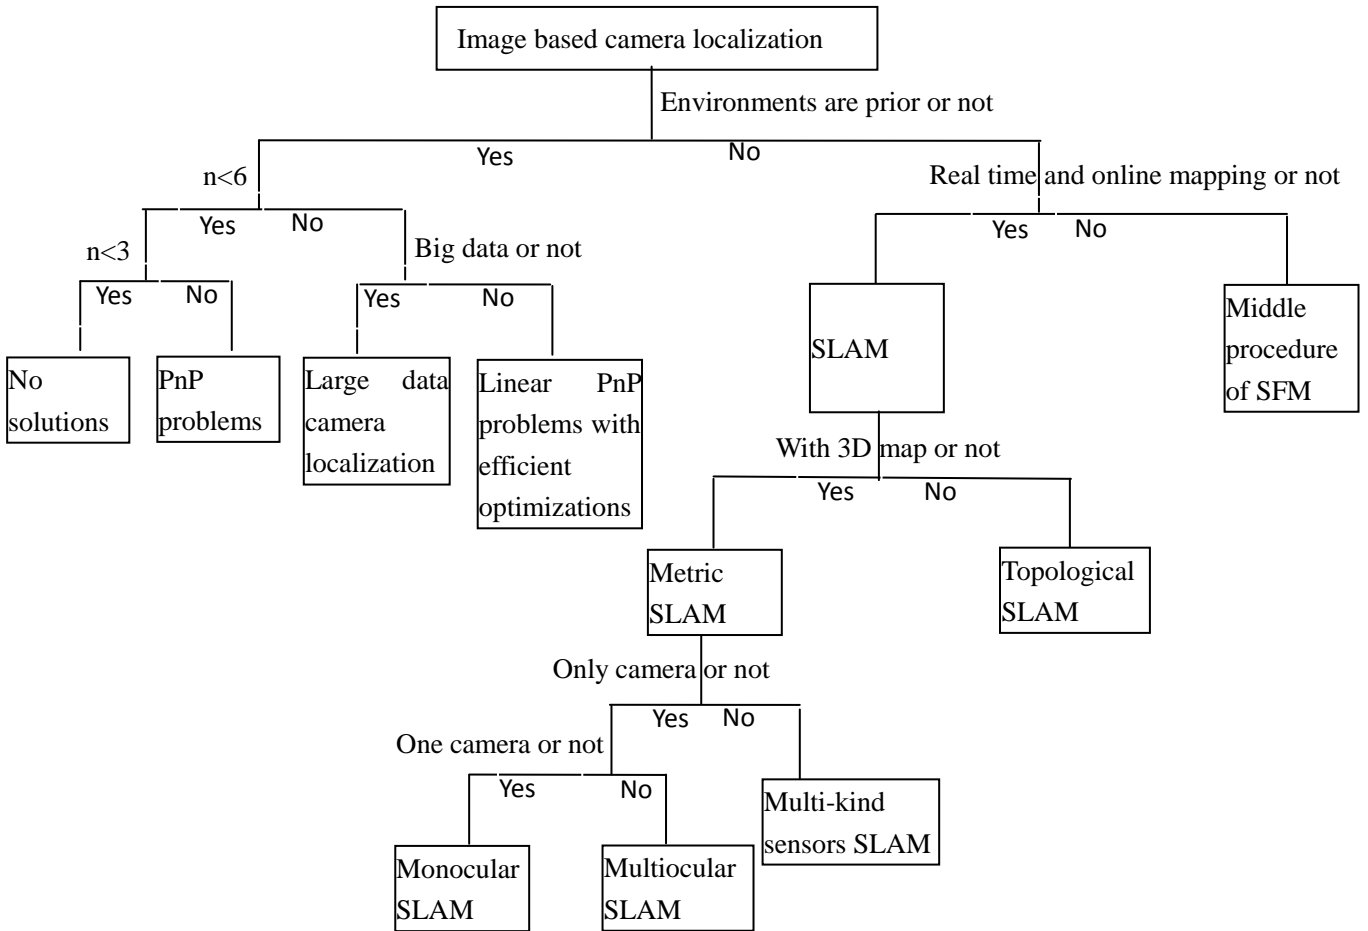 Image based camera localization
Environments are prior or not
Yes
No
n<6
Real time and online mapping or not
Yes
No
Yes
No
n<3
Big data or not
Yes
No
Yes
No
No
solutions
PnP
problems
Large data
camera
localization
Linear PnP
problems with
efficient
optimizations
SLAM
Middle
procedure
of SFM
With 3D map or not
Yes
No
Metric
SLAM
Topological
SLAM
Only camera or not
Yes
No
One camera or not
Yes
No
Multi-kind
sensors SLAM
Monocular
SLAM
Multiocular
SLAM